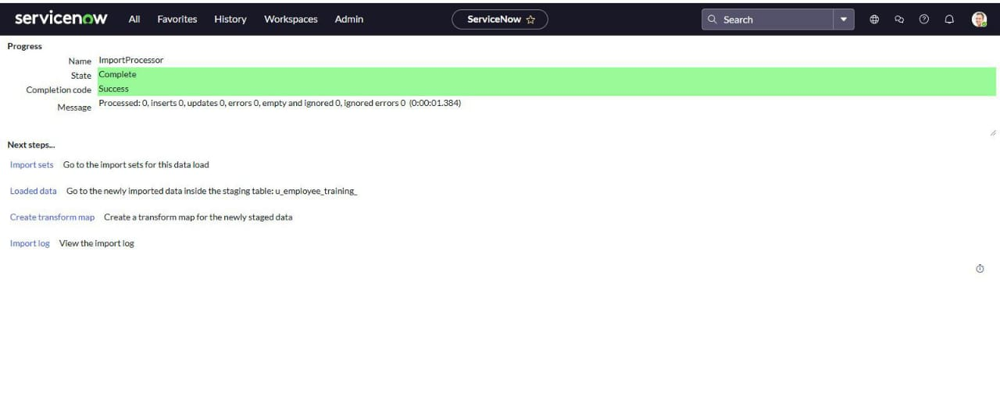 servicenow All Favorites History Workspaces Admin ServiceNow Search
Progress
Name ImportProcessor
State Complete
Completion code Success
Message Processed: 0, inserts 0, updates 0, errors 0, empty and ignored 0, ignored errors 0 (0:00:01.384)
Next steps...
Import sets Go to the import sets for this data load
Loaded data Go to the newly imported data inside the staging table: u_employee_training_
Create transform map Create a transform map for the newly staged data
Import log View the import log